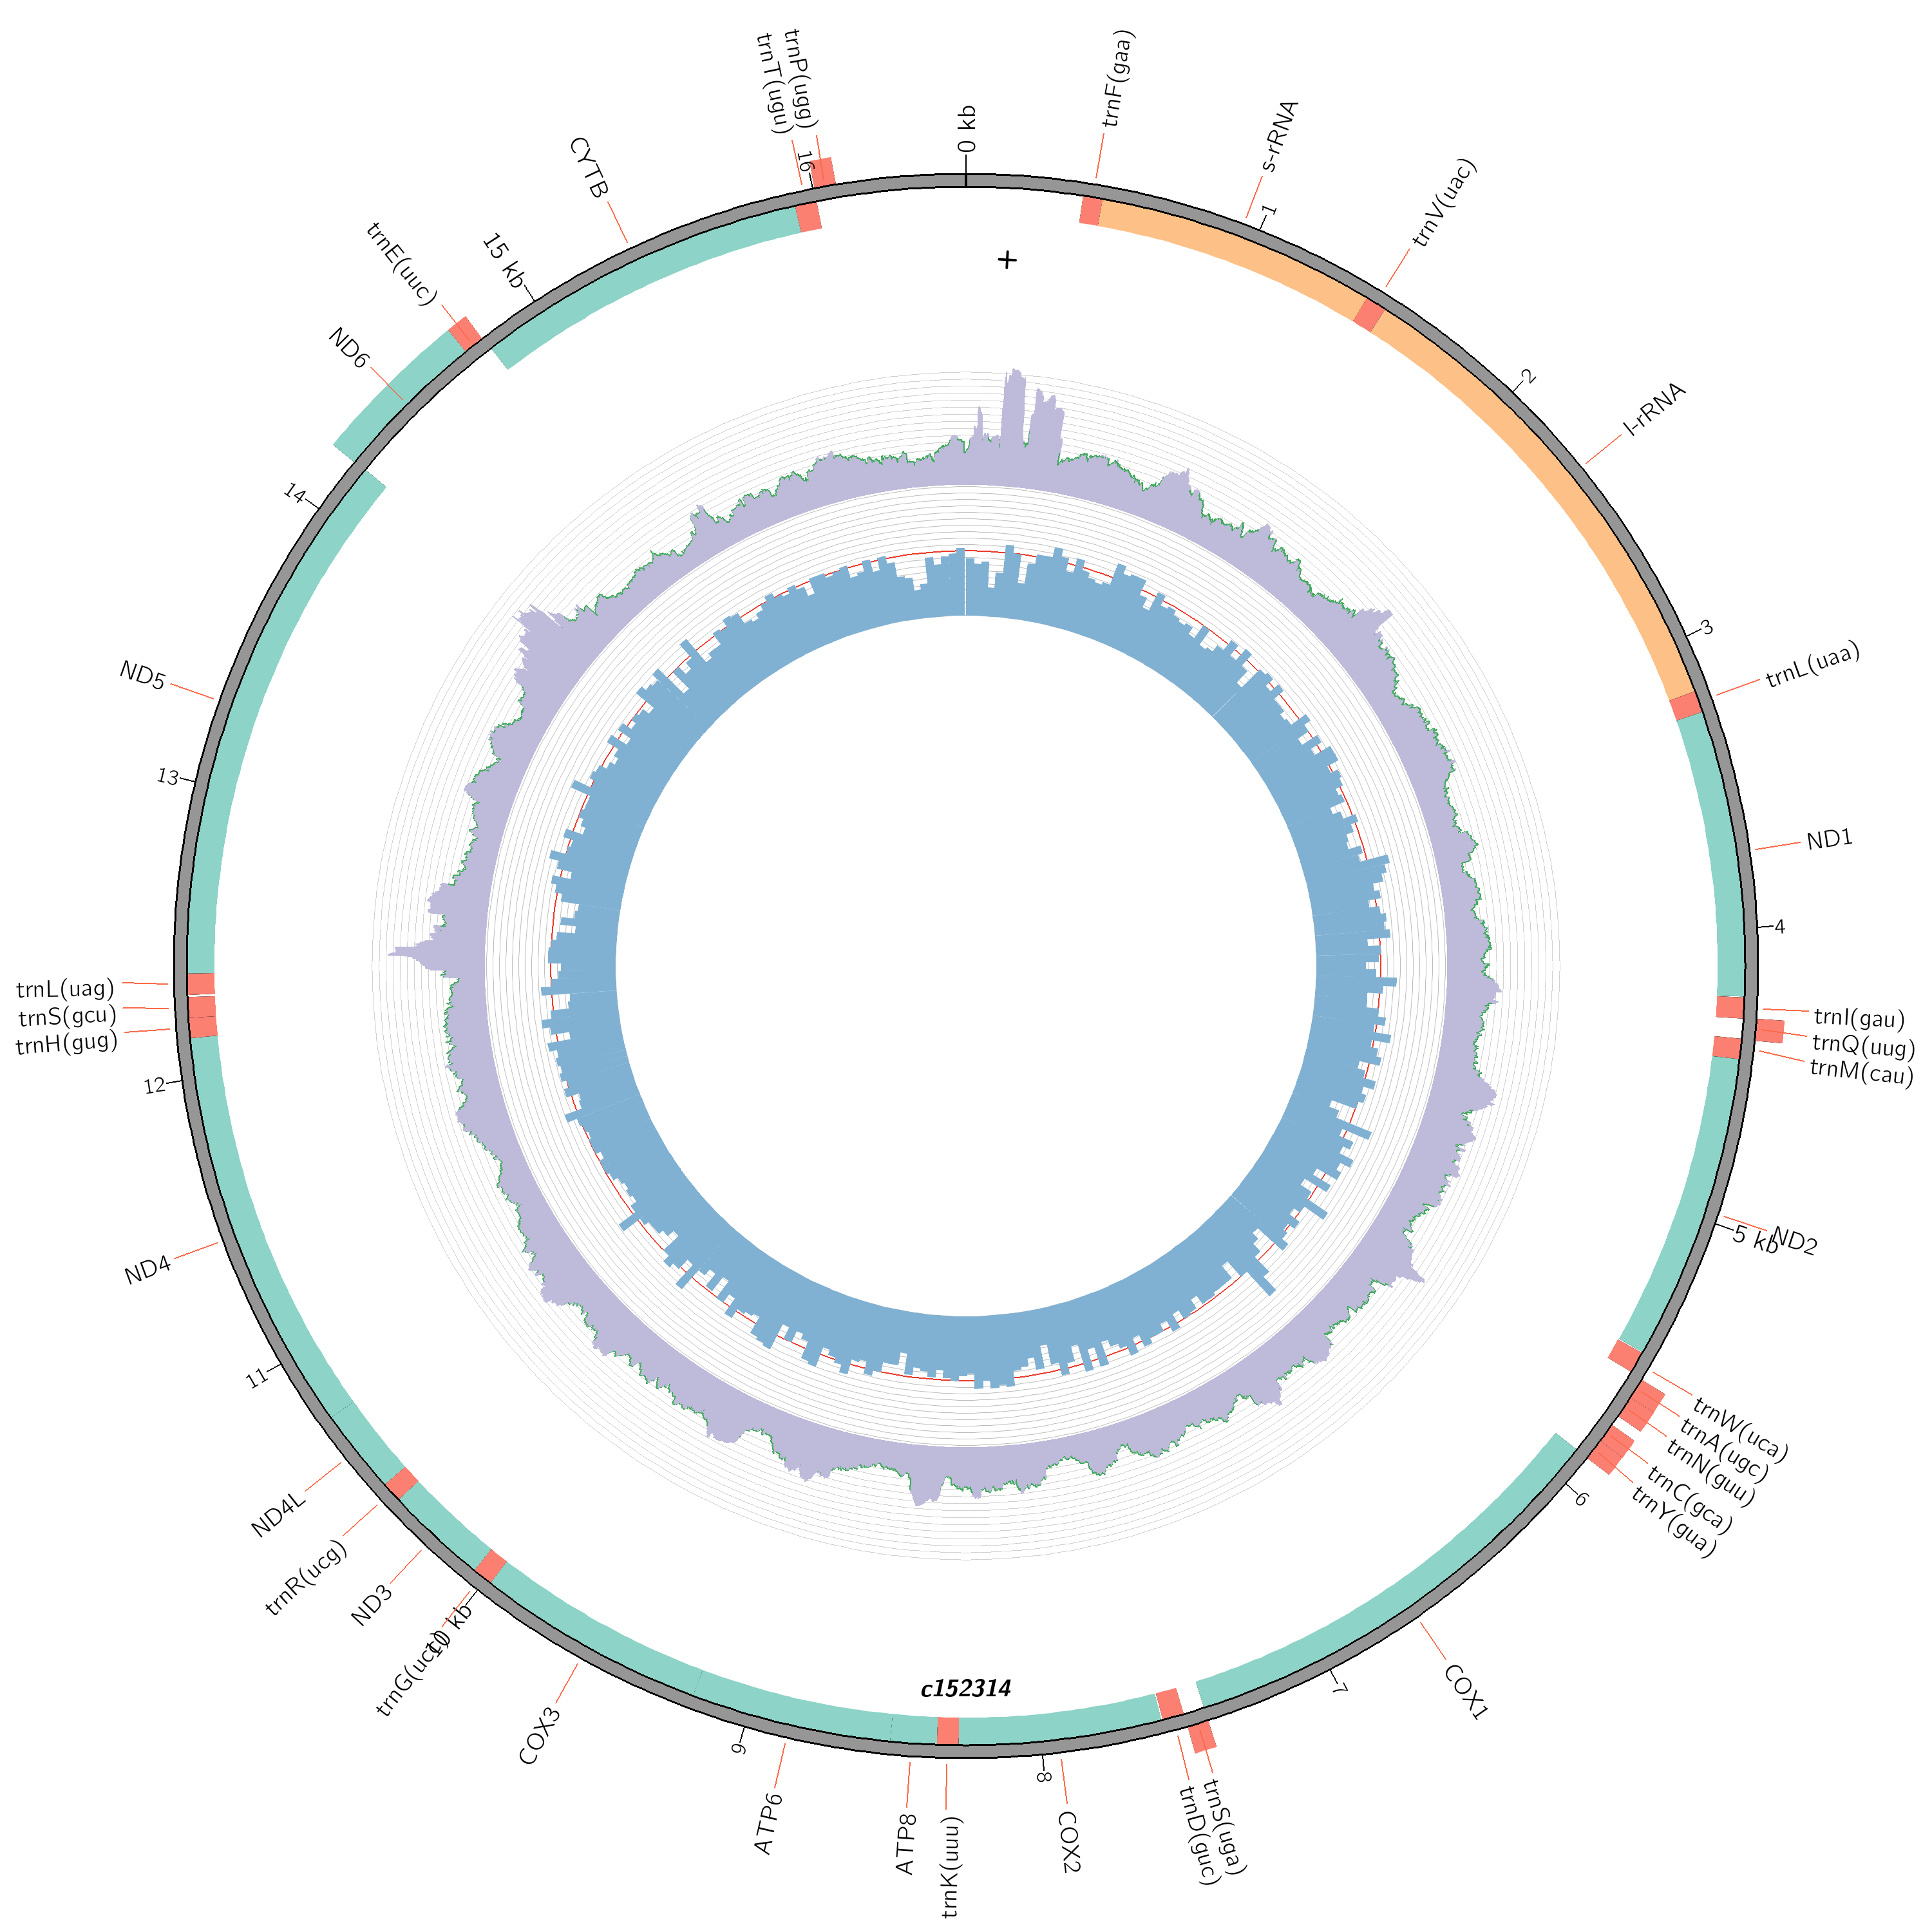 0 kb
trnF(gaa)
s-rRNA
1
trnV(uac)
2
l-rRNA
3
trnL(uaa)
ND1
4
trnI(gau)
trnQ(uug)
trnM(cau)
5 kb
ND2
trnW(uca)
trnA(ugc)
trnN(guu)
trnC(gca)
trnY(gua)
6
COX1
7
trnS(uga)
trnD(guc)
COX2
8
trnK(uuu)
ATP8
ATP6
9
c152314
COX3
10 kb
trnG(ucc)
ND3
trnR(ucg)
ND4L
11
ND4
12
trnH(gug)
trnS(gcu)
trnL(uag)
13
ND5
14
ND6
trnE(uuc)
15 kb
CYTB
trnT(ugu)
trnP(ugg)
16
+